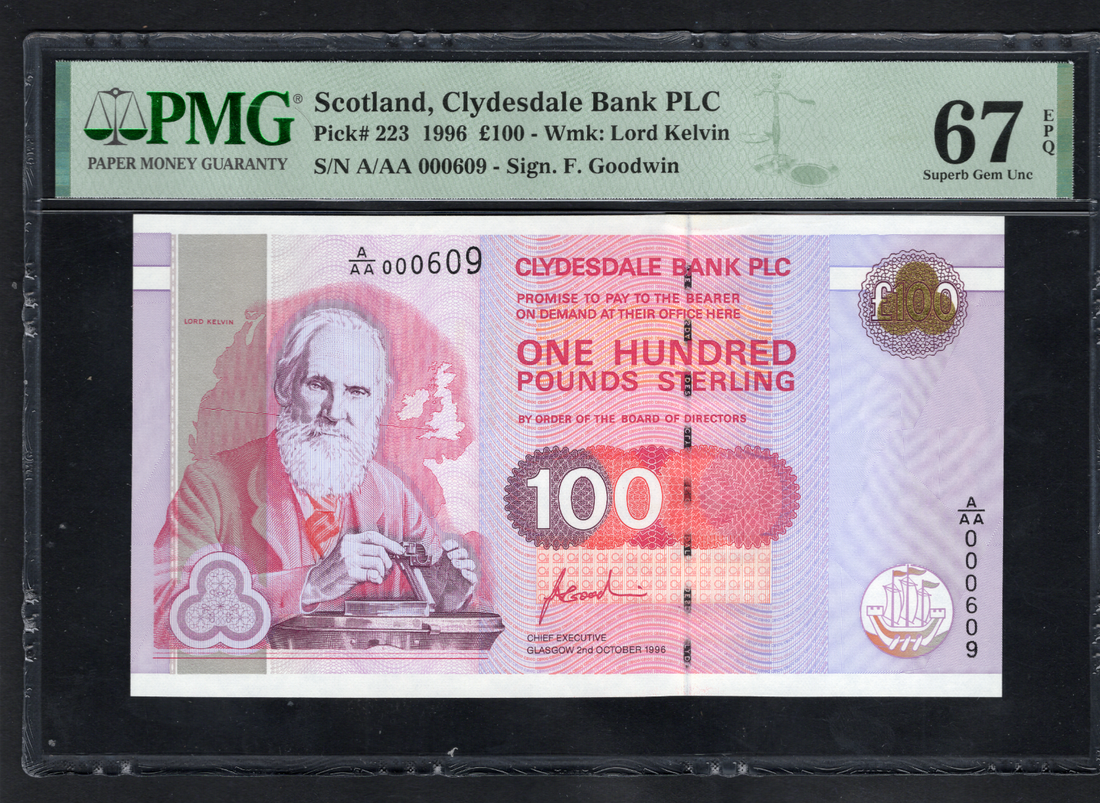 PMG®
PAPER MONEY GUARANTY
Scotland, Clydesdale Bank PLC
Pick# 223 1996 £100 - Wmk: Lord Kelvin
S/N A/AA 000609 - Sign. F. Goodwin
67
EPQ
Superb Gem Unc
A/AA 000609
LORD KELVIN
CLYDESDALE BANK PLC
PROMISE TO PAY TO THE BEARER
ON DEMAND AT THEIR OFFICE HERE
ONE HUNDRED
POUNDS STERLING
BY ORDER OF THE BOARD OF DIRECTORS
100
CHIEF EXECUTIVE
GLASGOW 2nd OCTOBER 1996
£100
A/AA 000609